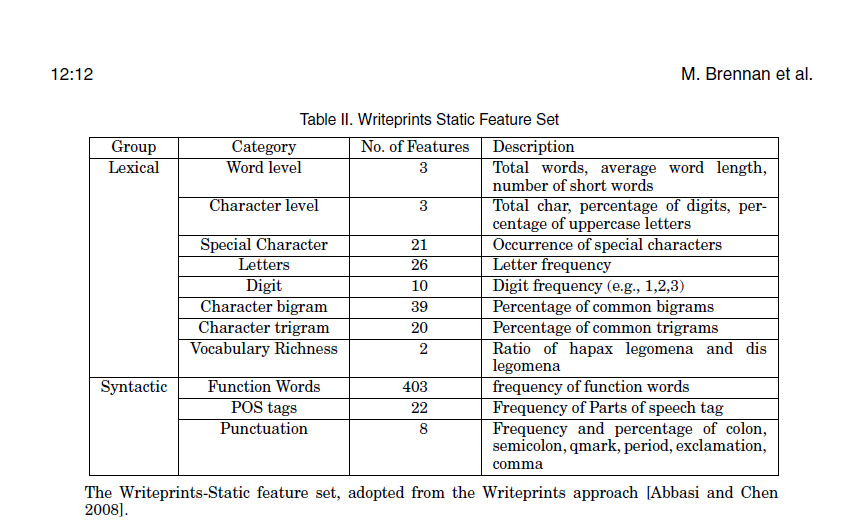 12:12 M. Brennan et al.
Table II. Writeprints Static Feature Set
Group Category No. of Features Description
Lexical Word level 3 Total words, average word length,
number of short words
Character level 3 Total char, percentage of digits, per-
centage of uppercase letters
Special Character 21 Occurrence of special characters
Letters 26 Letter frequency
Digit 10 Digit frequency (e.g., 1,2,3)
Character bigram 39 Percentage of common bigrams
Character trigram 20 Percentage of common trigrams
Vocabulary Richness 2 Ratio of hapax legomena and dis
legomena
Syntactic Function Words 403 frequency of function words
POS tags 22 Frequency of Parts of speech tag
Punctuation 8 Frequency and percentage of colon,
semicolon, qmark, period, exclamation,
comma
The Writeprints-Static feature set, adopted from the Writeprints approach [Abbasi and Chen
2008].